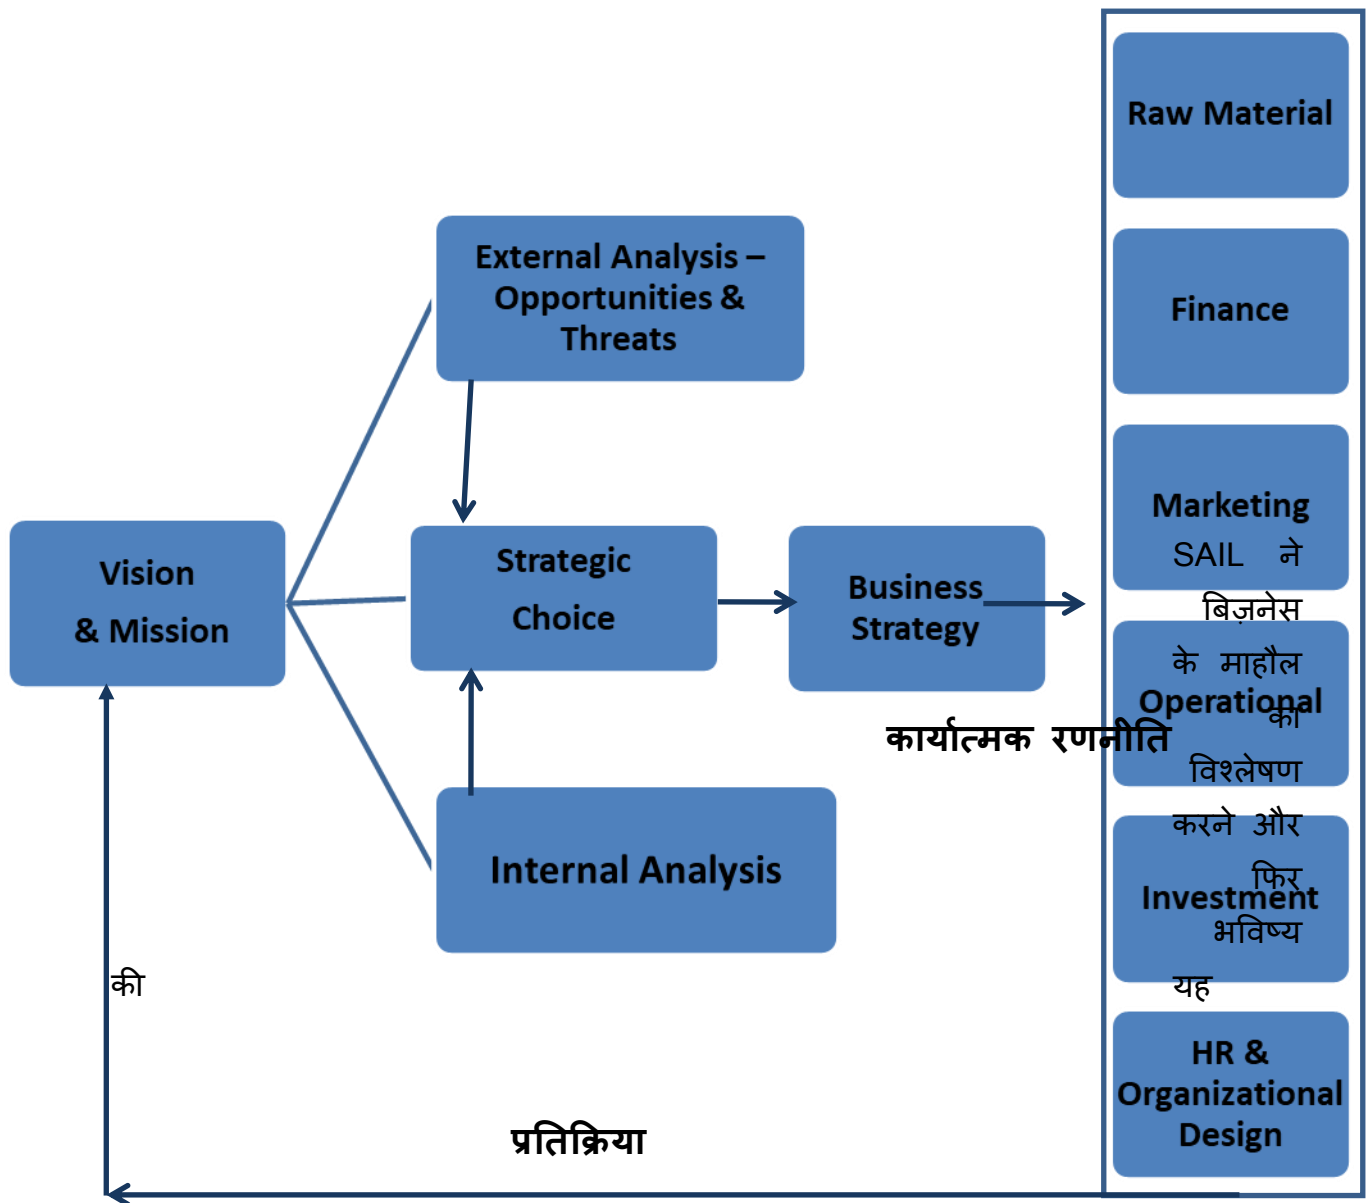 Raw Material
External Analysis –
Opportunities &
Threats
Finance
Vision
& Mission
Strategic
Choice
Business
Strategy
Marketing
SAIL ने
बिज़नेस
के माहौल
Operational
का
कार्यात्मक रणनीति
विश्लेषण
करने और
फिर
Investment
भविष्य
Internal Analysis
की
यह
HR &
Organizational
Design
प्रतिक्रिया